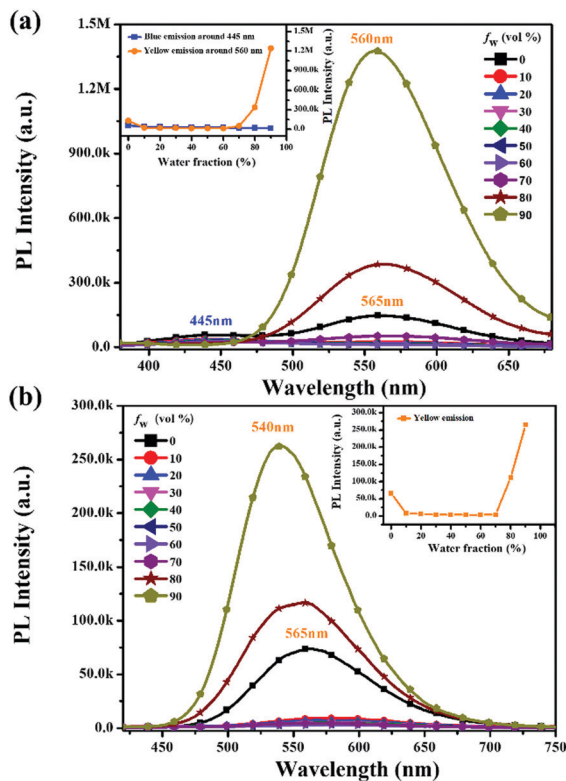 (a)
PL Intensity (a.u.)
1.5M
1.2M
900.0k
600.0k
300.0k
0.0
400 450 500 550 600 650
Wavelength (nm)
445nm
560nm
565nm
Blue emission around 445 nm
Yellow emission around 560 nm
1.5M
1.2M
900.0k
600.0k
300.0k
0.0
PL Intensity (a.u.)
0 20 40 60 80 100
Water fraction (%)
fw (vol %)
0
10
20
30
40
50
60
70
80
90
(b)
PL Intensity (a.u.)
300.0k
250.0k
200.0k
150.0k
100.0k
50.0k
0.0
450 500 550 600 650 700 750
Wavelength (nm)
fw (vol %)
0
10
20
30
40
50
60
70
80
90
540nm
565nm
Yellow emission
PL Intensity (a.u.)
300.0k
250.0k
200.0k
150.0k
100.0k
50.0k
0.0
0 20 40 60 80 100
Water fraction (%)